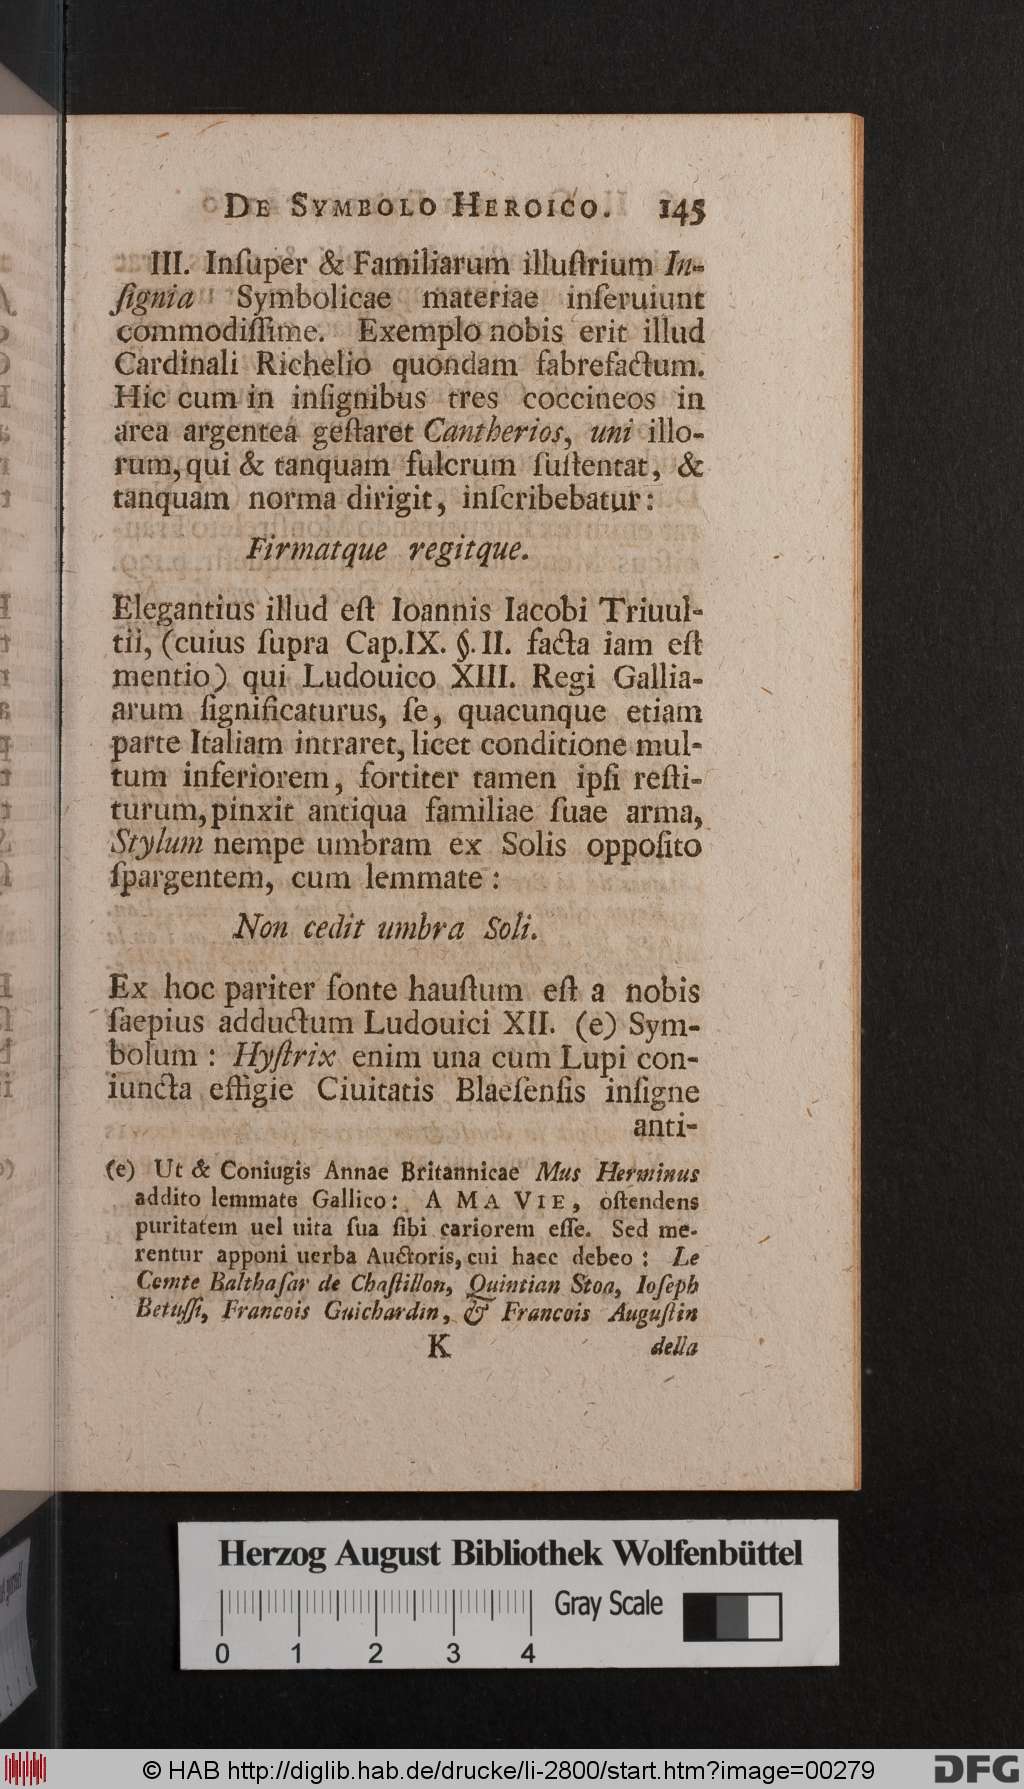 DE SYMBOLO HEROICO. 145
III. Inſuper & Familiarum illuſtrium In-
ſignia Symbolicae materiae inſeruiunt
commodiſſime. Exemplo nobis erit illud
Cardinali Richelio quondam fabrefactum.
Hic cum in inſignibus tres coccineos in
area argentea geſtaret Cantherios, uni illo-
rum, qui & tanquam fulcrum ſuſtentat, &
tanquam norma dirigit, inſcribebatur:
Firmatque regitque.
Elegantius illud eſt Ioannis Iacobi Triuul-
tii, (cuius ſupra Cap.IX. §. II. facta iam eſt
mentio) qui Ludouico XIII. Regi Gallia-
arum ſignificaturus, ſe, quacunque etiam
parte Italiam intraret, licet conditione mul-
tum inferiorem, fortiter tamen ipſi reſti-
turum, pinxit antiqua familiae ſuae arma,
Stylum nempe umbram ex Solis oppoſito
ſpargentem, cum lemmate :
Non cedit umbra Soli.
Ex hoc pariter fonte hauſtum eſt a nobis
ſaepius adductum Ludouici XII. (e) Sym-
bolum : Hyſtrix enim una cum Lupi con-
iuncta effigie Ciuitatis Blaeſenſis inſigne
anti-
(e) Ut & Coniugis Annae Britannicae Mus Herminus
addito lemmate Gallico: A MA VIE, oſtendens
puritatem uel uita ſua ſibi cariorem eſſe. Sed me-
rentur apponi uerba Auctoris, cui haec debeo : Le
Comte Balthaſar de Chaſtillon, Quintian Stoa, Ioſeph
Betuſſi, Francois Guichardin, & Francois Auguſtin
K della
Herzog August Bibliothek Wolfenbüttel
Gray Scale
0 1 2 3 4
© HAB http://diglib.hab.de/drucke/li-2800/start.htm?image=00279
DFG